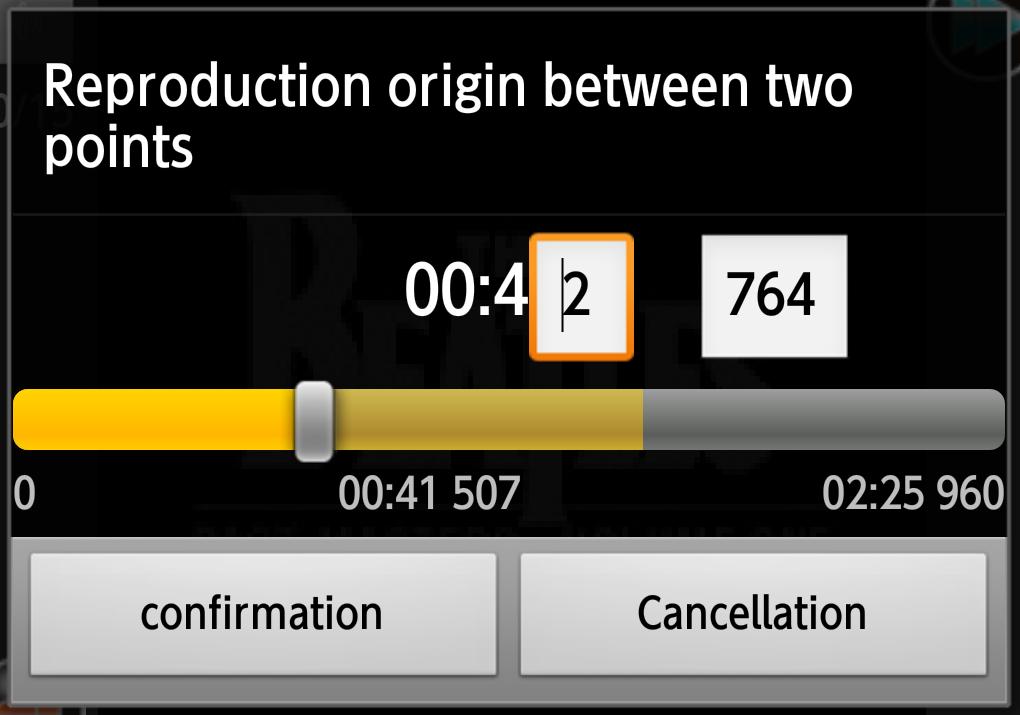 Reproduction origin between two
points
00:4 2 764
0 00:41 507 02:25 960
confirmation Cancellation